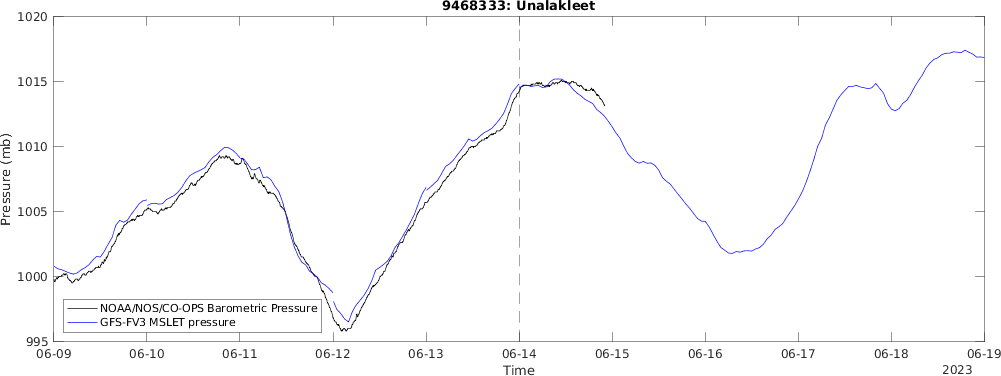 9468333: Unalakleet
1020
1015
1010
1005
1000
995
Pressure (mb)
NOAA/NOS/CO-OPS Barometric Pressure
GFS-FV3 MSLET pressure
06-09 06-10 06-11 06-12 06-13 06-14 06-15 06-16 06-17 06-18 06-19
Time
2023